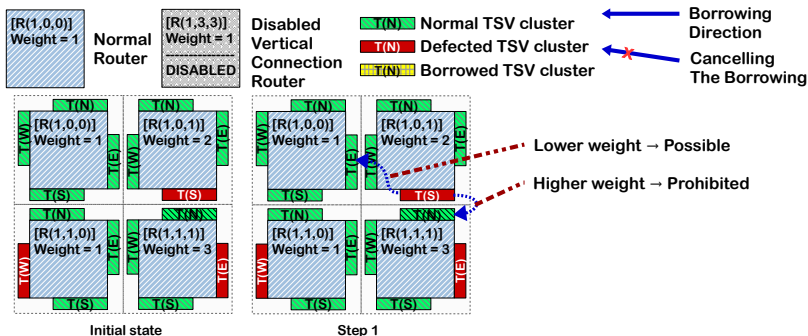 [R(1,0,0)]
Weight = 1
Normal
Router
[R(1,3,3)]
Weight = 1
DISABLED
Disabled
Vertical
Connection
Router
T(N) Normal TSV cluster
T(N) Defected TSV cluster
T(N) Borrowed TSV cluster
Borrowing
Direction
Cancelling
The Borrowing
T(N)
T(W)
[R(1,0,0)]
Weight = 1
T(E)
T(S)
T(N)
T(W)
[R(1,0,1)]
Weight = 2
T(E)
T(S)
T(N)
T(W)
[R(1,1,0)]
Weight = 1
T(E)
T(S)
T(N)
T(W)
[R(1,1,1)]
Weight = 3
T(E)
T(S)
Initial state
T(N)
T(W)
[R(1,0,0)]
Weight = 1
T(E)
T(S)
T(N)
T(W)
[R(1,0,1)]
Weight = 2
T(E)
T(S)
T(N)
T(W)
[R(1,1,0)]
Weight = 1
T(E)
T(S)
T(N)
T(W)
[R(1,1,1)]
Weight = 3
T(E)
T(S)
Step 1
Lower weight → Possible
Higher weight → Prohibited